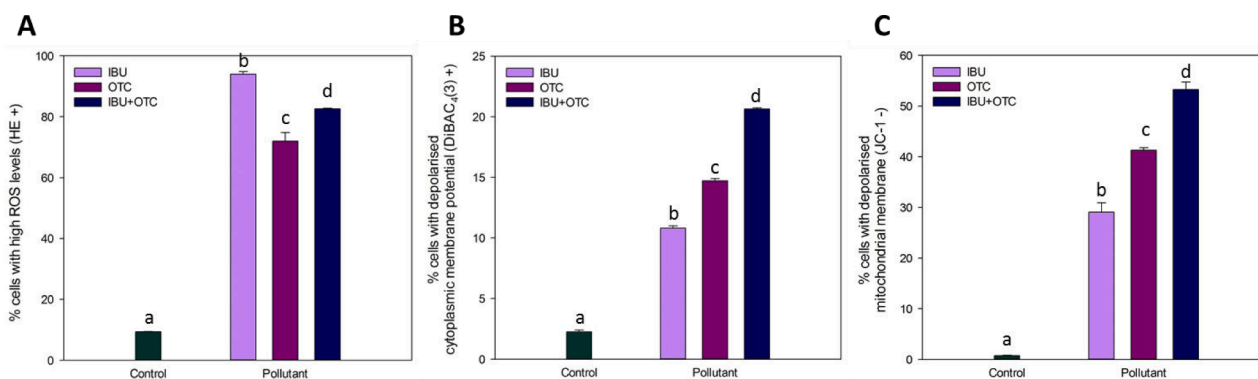 A
% cells with high ROS levels (HE +)
100
80
60
40
20
0
IBU
OTC
IBU+OTC
a
b
c
d
Control
Pollutant
B
% cells with depolarised
cytoplasmic membrane potential (DiBAC₄(3) +)
25
20
15
10
5
0
IBU
OTC
IBU+OTC
a
b
c
d
Control
Pollutant
C
% cells with depolarised
mitochondrial membrane (JC-1 -)
60
50
40
30
20
10
0
IBU
OTC
IBU+OTC
a
b
c
d
Control
Pollutant